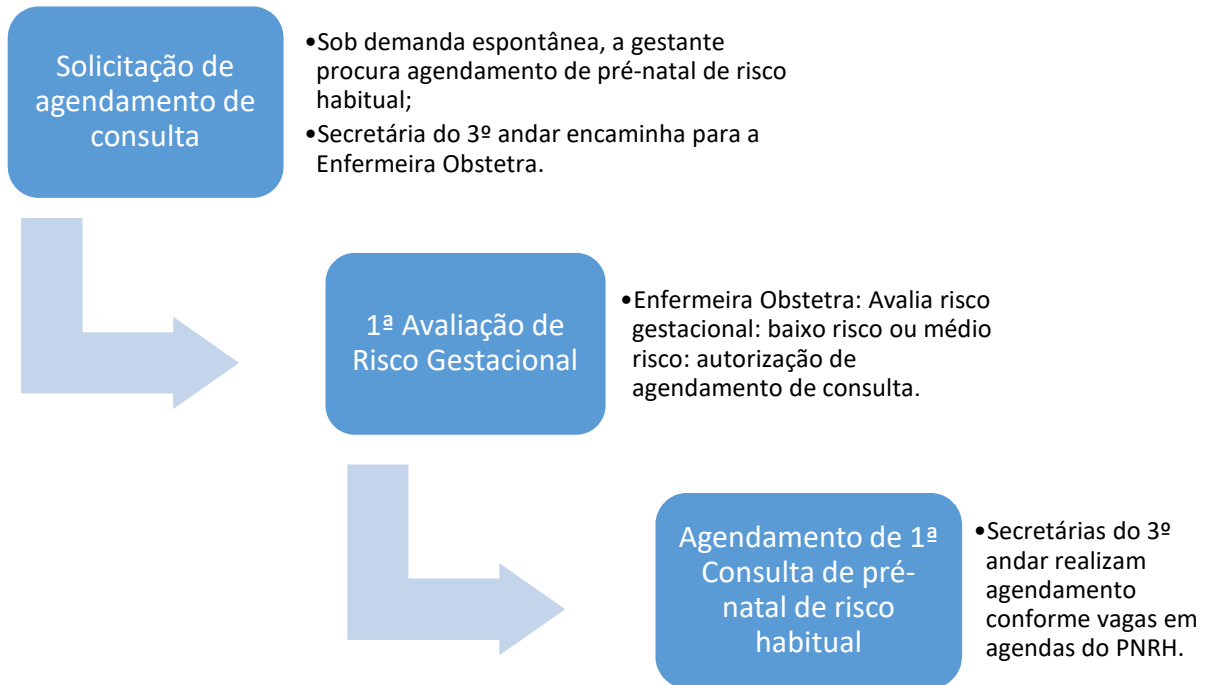 Solicitação de
agendamento de
consulta
•Sob demanda espontânea, a gestante
procura agendamento de pré-natal de risco
habitual;
•Secretária do 3º andar encaminha para a
Enfermeira Obstetra.
1ª Avaliação de
Risco Gestacional
•Enfermeira Obstetra: Avalia risco
gestacional: baixo risco ou médio
risco: autorização de
agendamento de consulta.
Agendamento de 1ª
Consulta de pré-
natal de risco
habitual
•Secretárias do 3º
andar realizam
agendamento
conforme vagas em
agendas do PNRH.